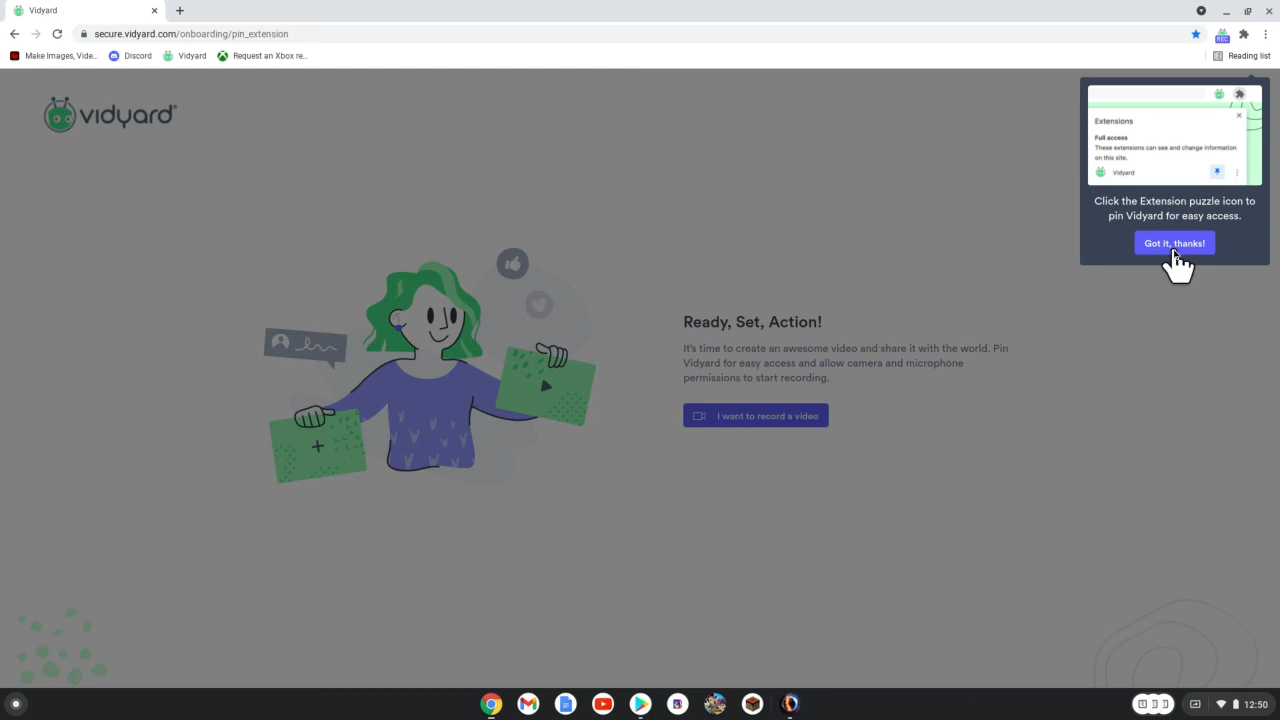 Vidyard
secure.vidyard.com/onboarding/pin_extension
REC
Make Images, Vide...
Discord
Vidyard
Request an Xbox re...
Reading list
vidyard
Extensions
Full access
These extensions can see and change information
on this site.
Vidyard
Click the Extension puzzle icon to
pin Vidyard for easy access.
Got it, thanks!
Ready, Set, Action!
It's time to create an awesome video and share it with the world. Pin
Vidyard for easy access and allow camera and microphone
permissions to start recording.
I want to record a video
12:50